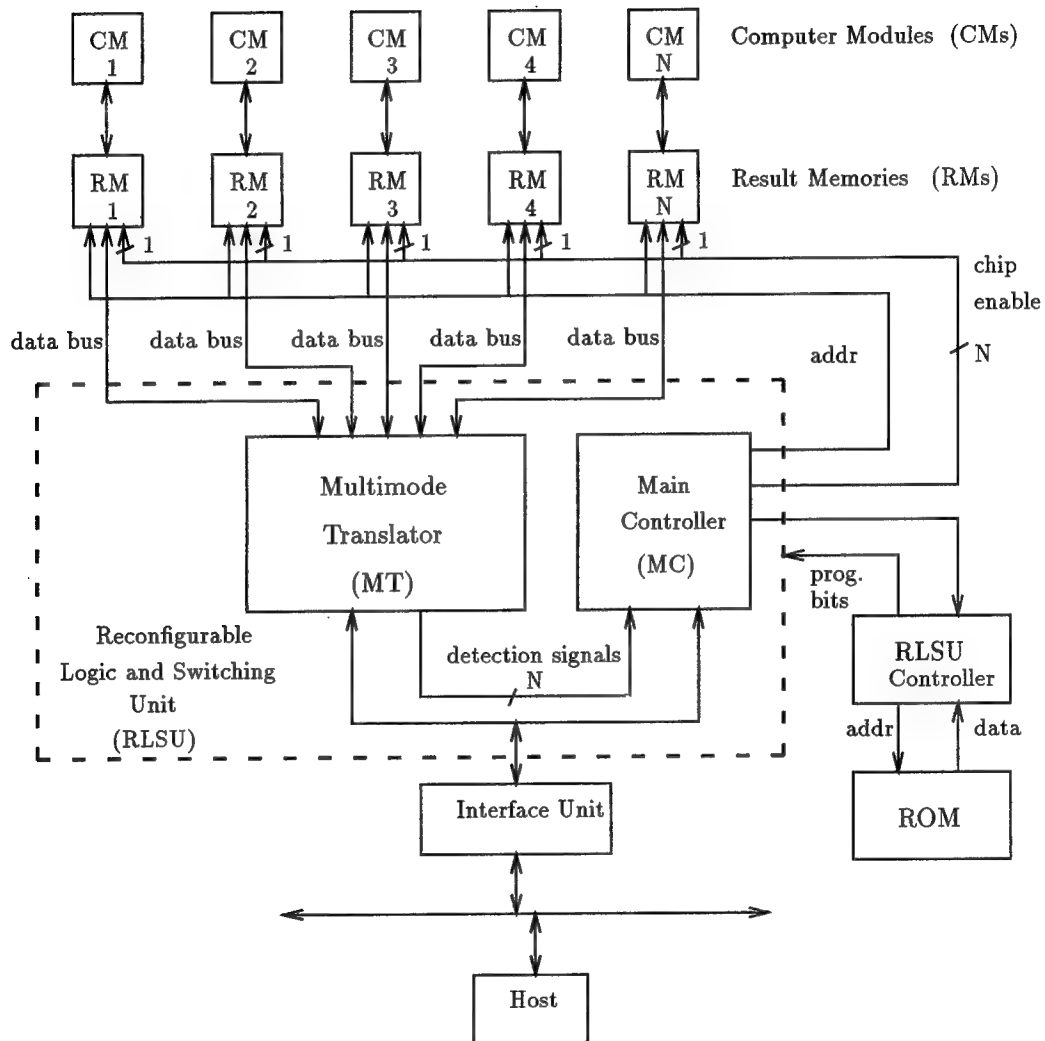 CM
1
CM
2
CM
3
CM
4
CM
N
Computer Modules (CMs)
RM
1
RM
2
RM
3
RM
4
RM
N
Result Memories (RMs)
1
1
1
1
1
chip
enable
N
data bus
data bus
data bus
data bus
data bus
addr
Multimode
Translator
(MT)
Main
Controller
(MC)
prog.
bits
Reconfigurable
Logic and Switching
Unit
(RLSU)
detection signals
N
RLSU
Controller
addr
data
ROM
Interface Unit
Host